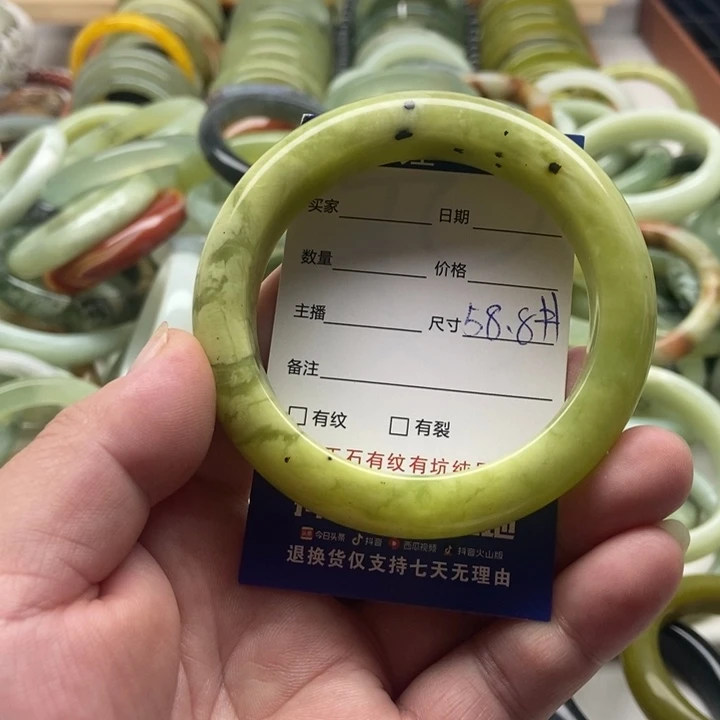 买家 日期
数量 价格
主播 尺寸 58.8#
备注
有纹 有裂
石有纹有坑纯
今日头条 抖音 西瓜视频 抖音火山版
退换货仅支持七天无理由